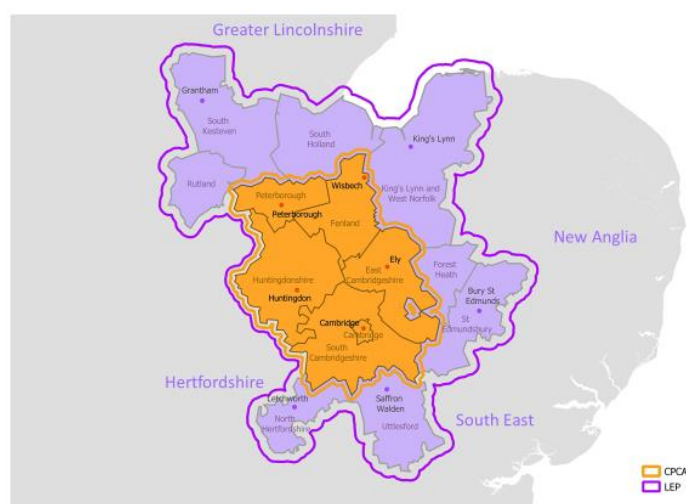 Greater Lincolnshire
Grantham
South
Kesteven
South
Holland
King's Lynn
Rutland
Wisbech
Peterborough
Peterborough
Fenland
King's Lynn and
West Norfolk
New Anglia
Ely
East
Cambridgeshire
Forest
Heath
Huntingdonshire
Huntingdon
Bury St
Edmunds
St
Edmundsbury
Cambridge
Cambridge
South
Cambridgeshire
Hertfordshire
Letchworth
North
Hertfordshire
Saffron
Walden
Uttlesford
South East
CPCA
LEP